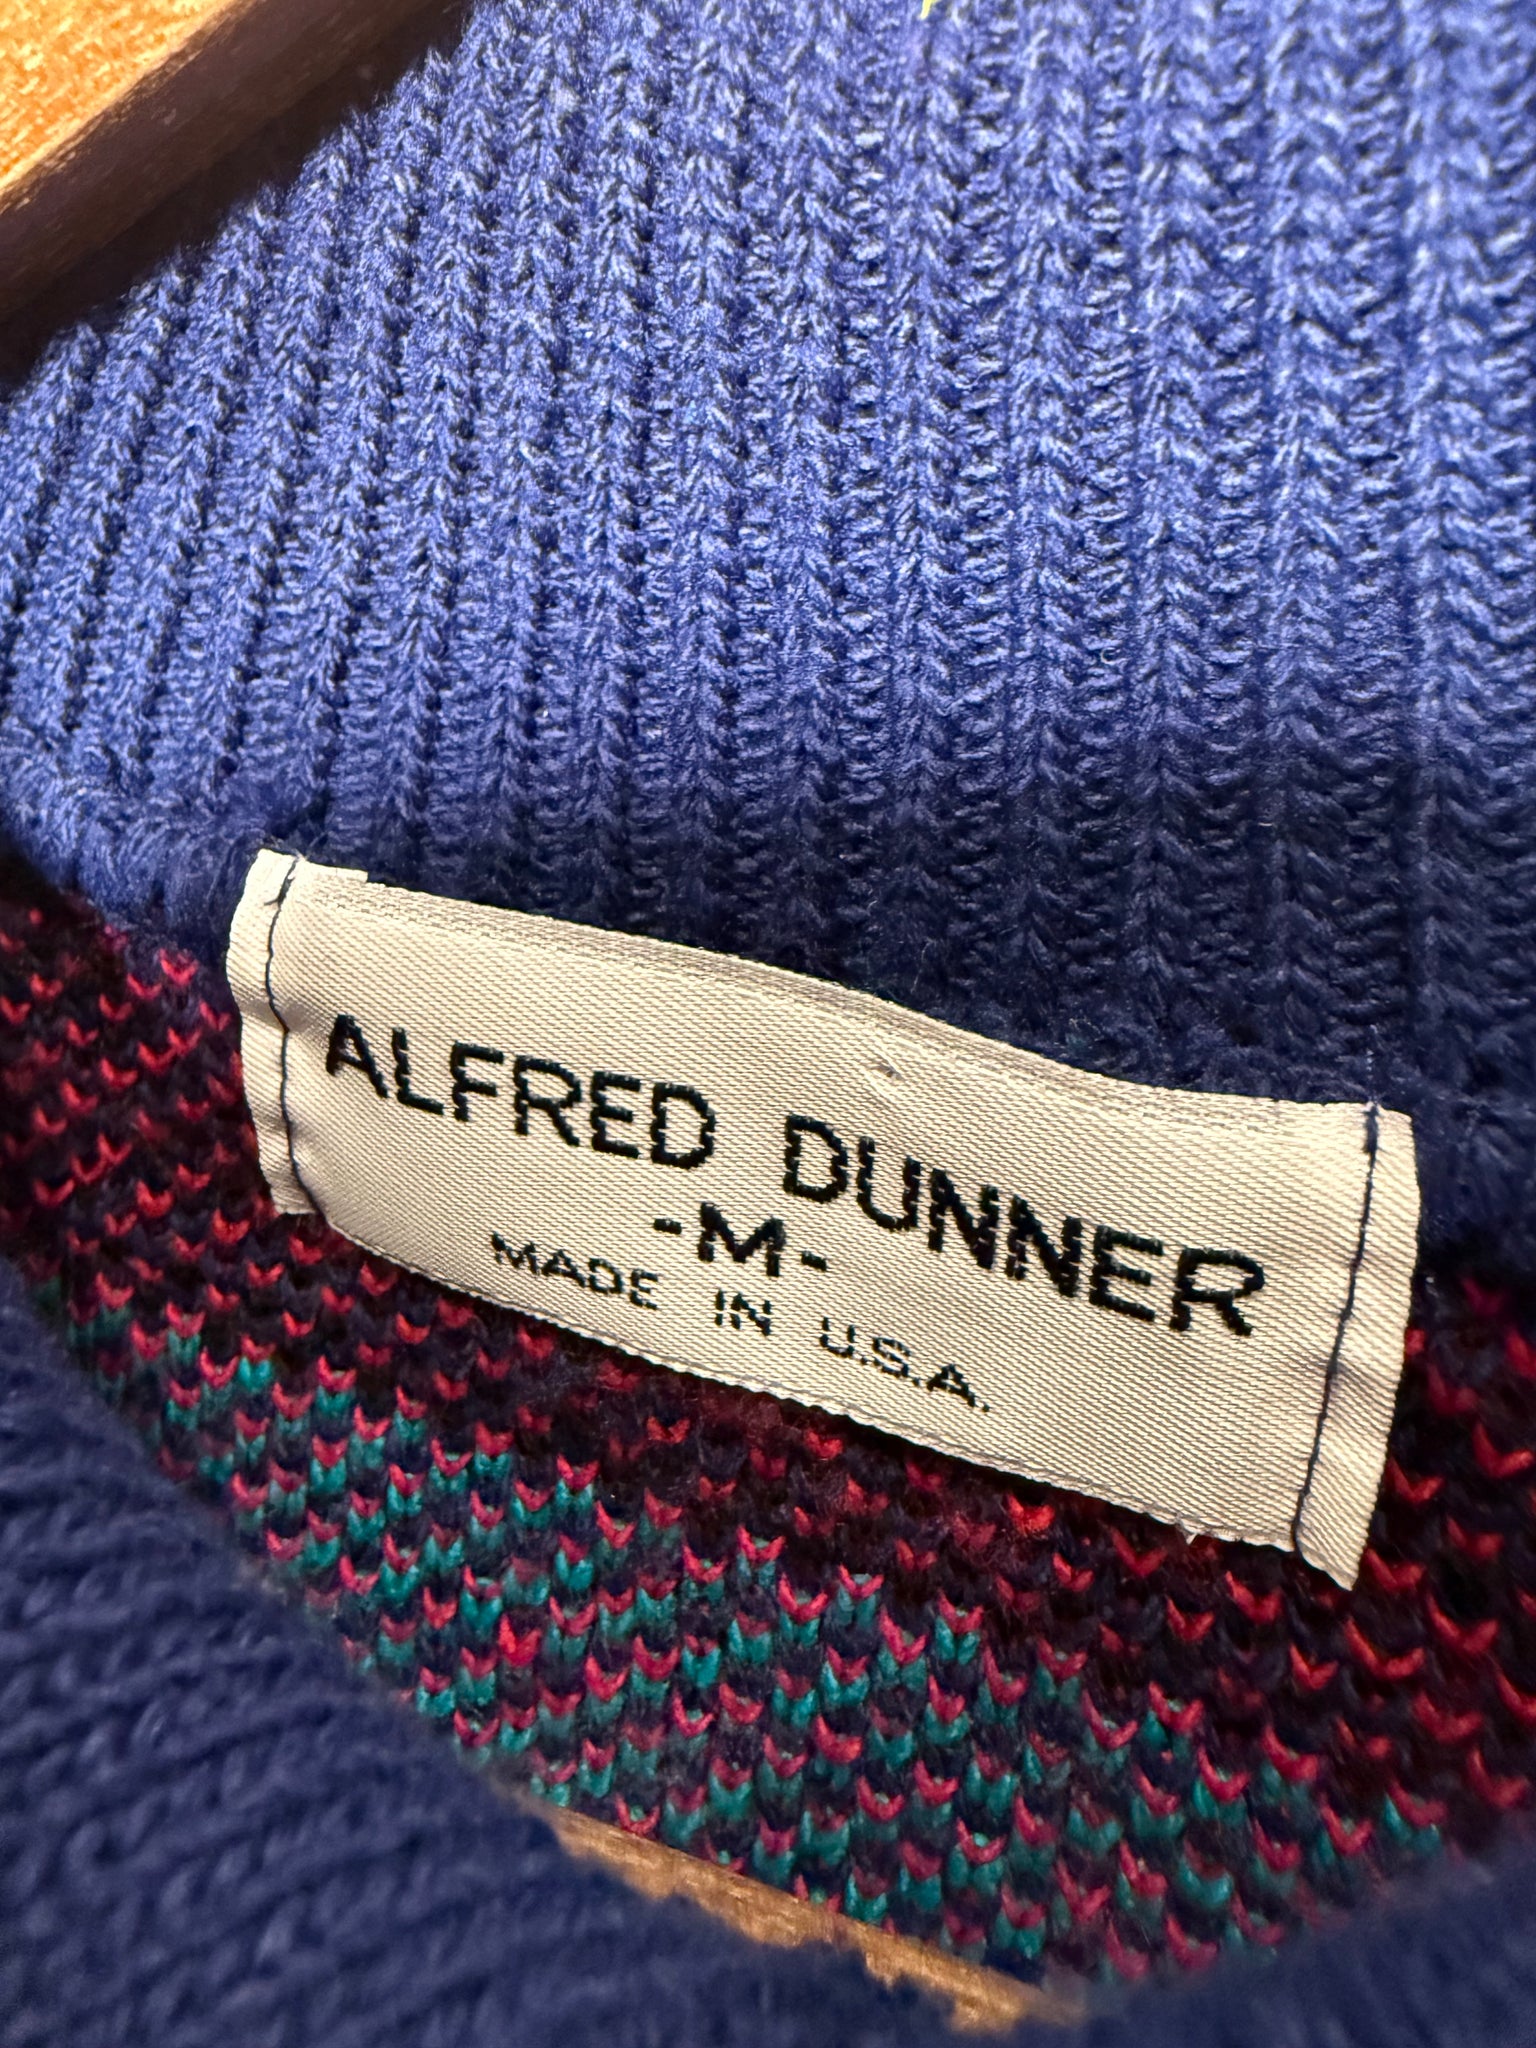 ALFRED DUNNER
-M-
MADE IN U.S.A.